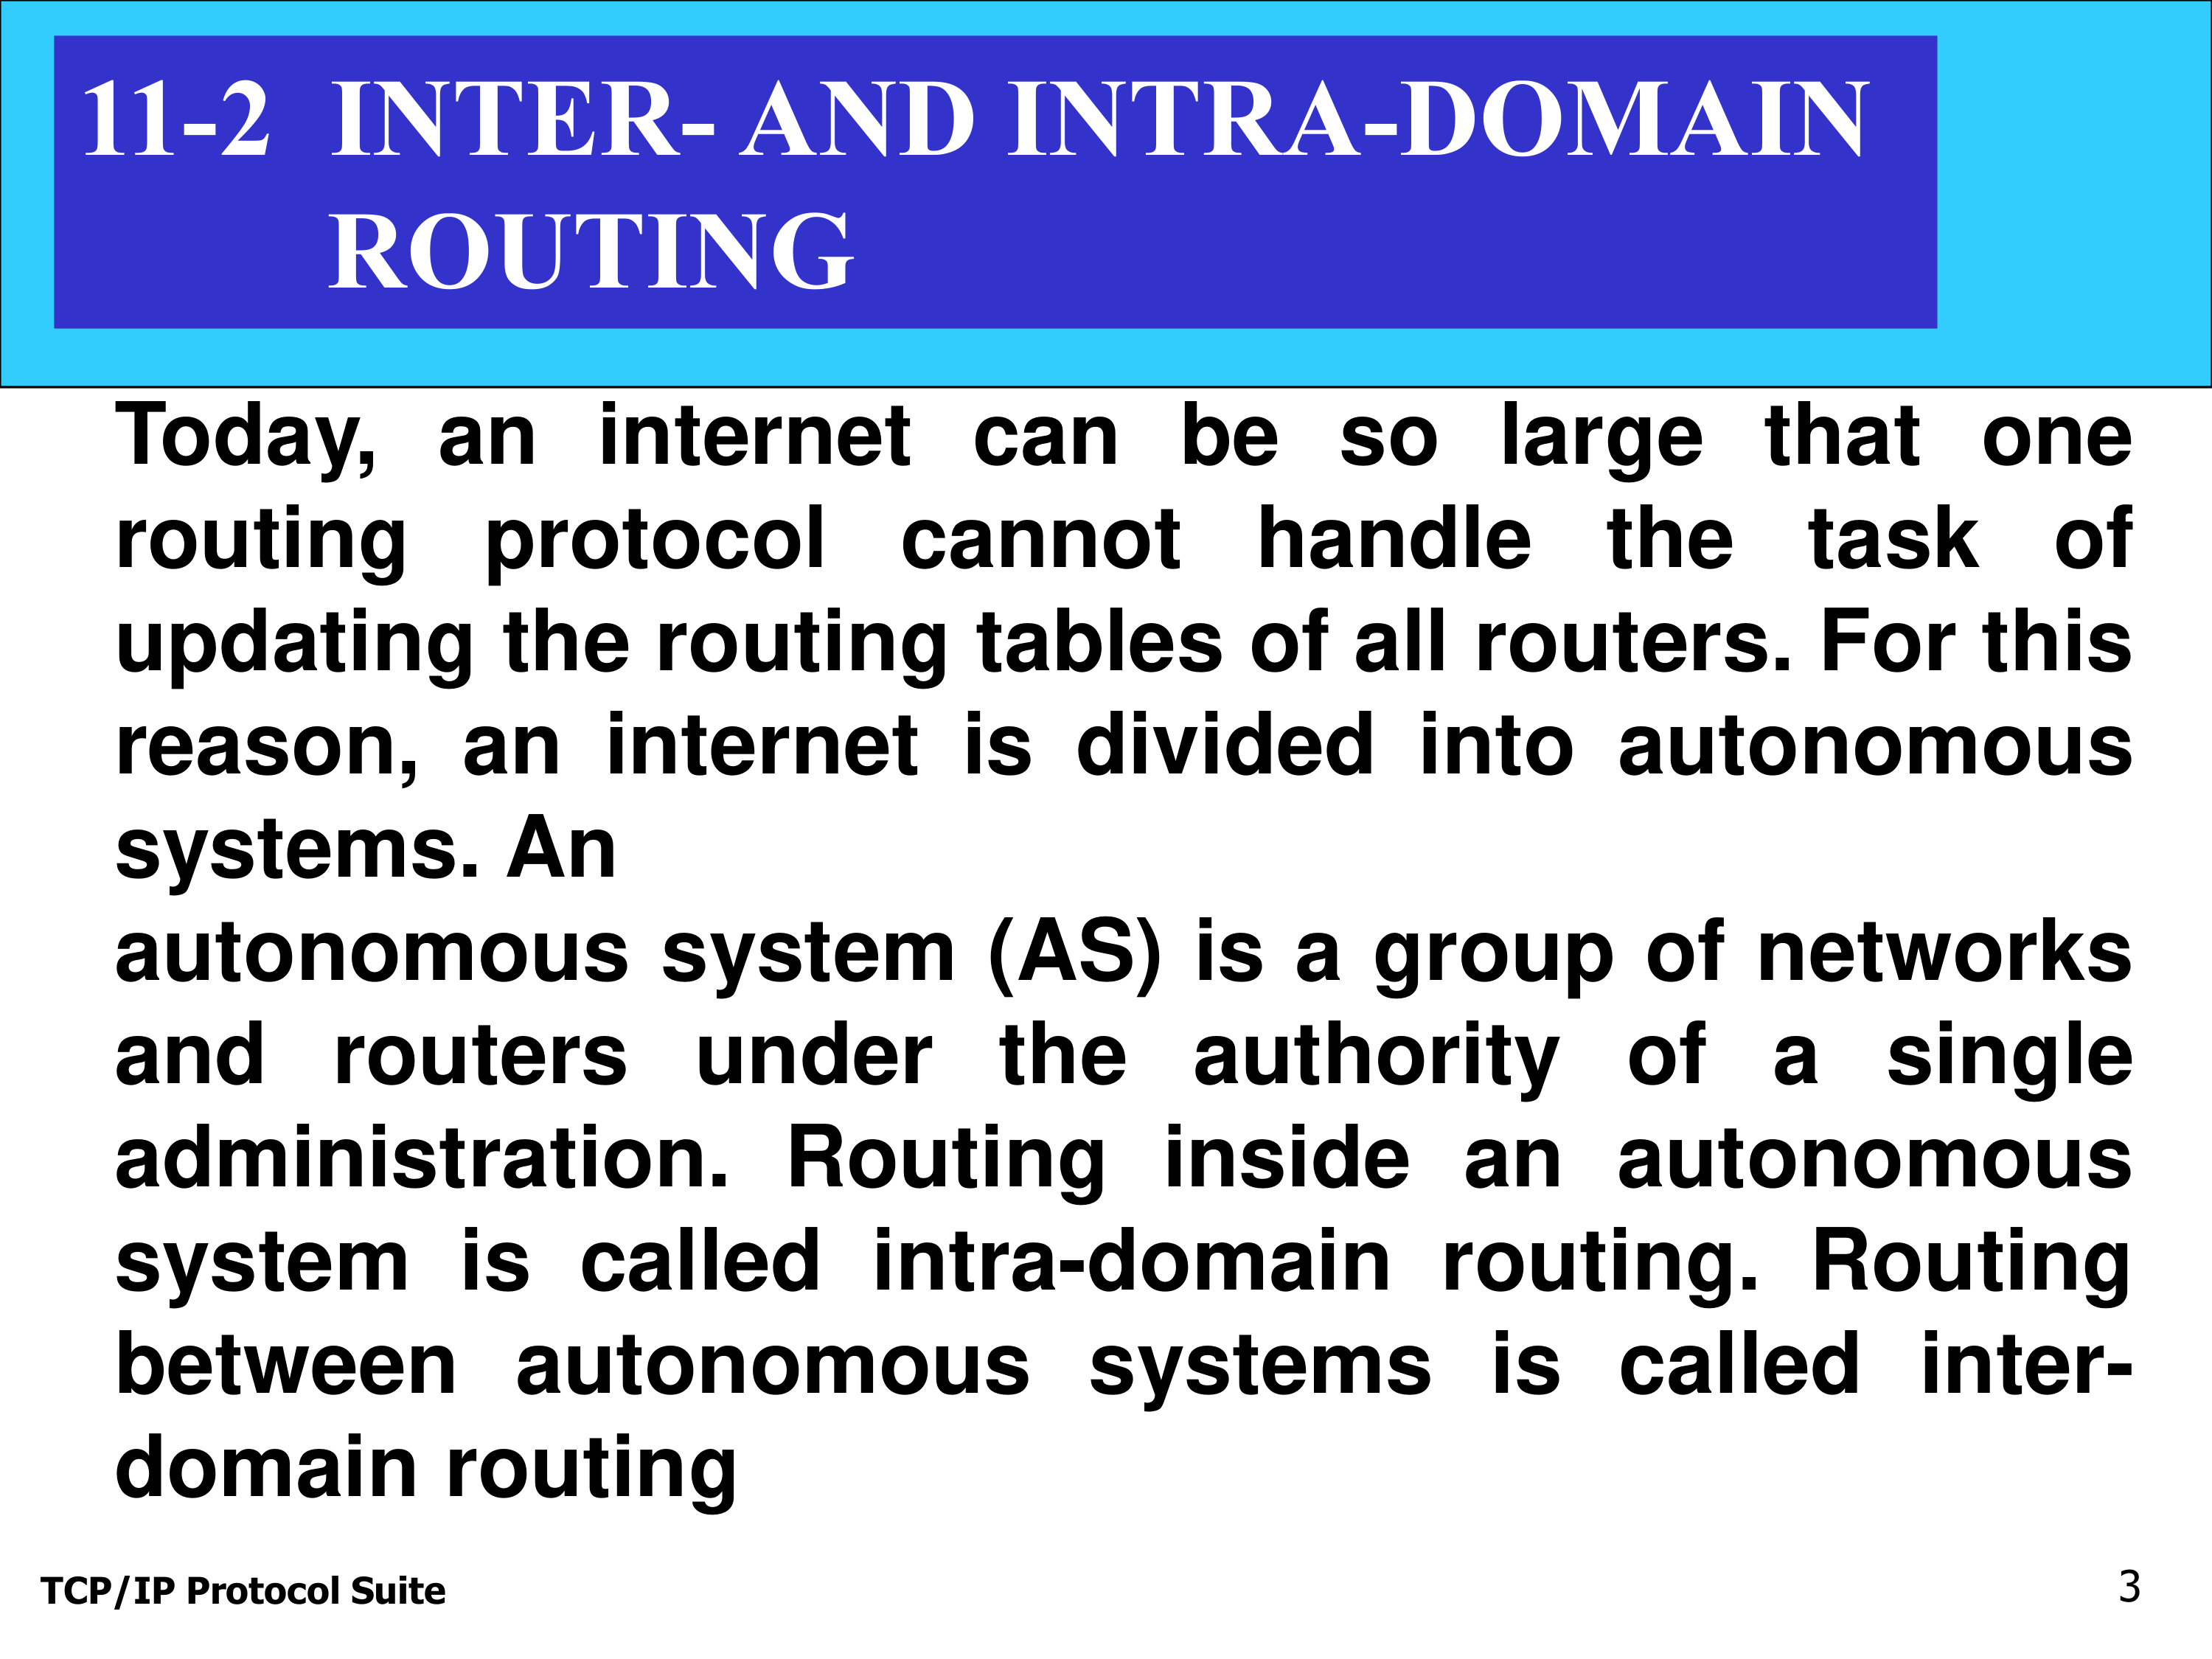 11-2 INTER- AND INTRA-DOMAIN
ROUTING
Today, an internet can be so large that one
routing protocol cannot handle the task of
updating the routing tables of all routers. For this
reason, an internet is divided into autonomous
systems. An
autonomous system (AS) is a group of networks
and routers under the authority of a single
administration. Routing inside an autonomous
system is called intra-domain routing. Routing
between autonomous systems is called inter-
domain routing
TCP/IP Protocol Suite
3